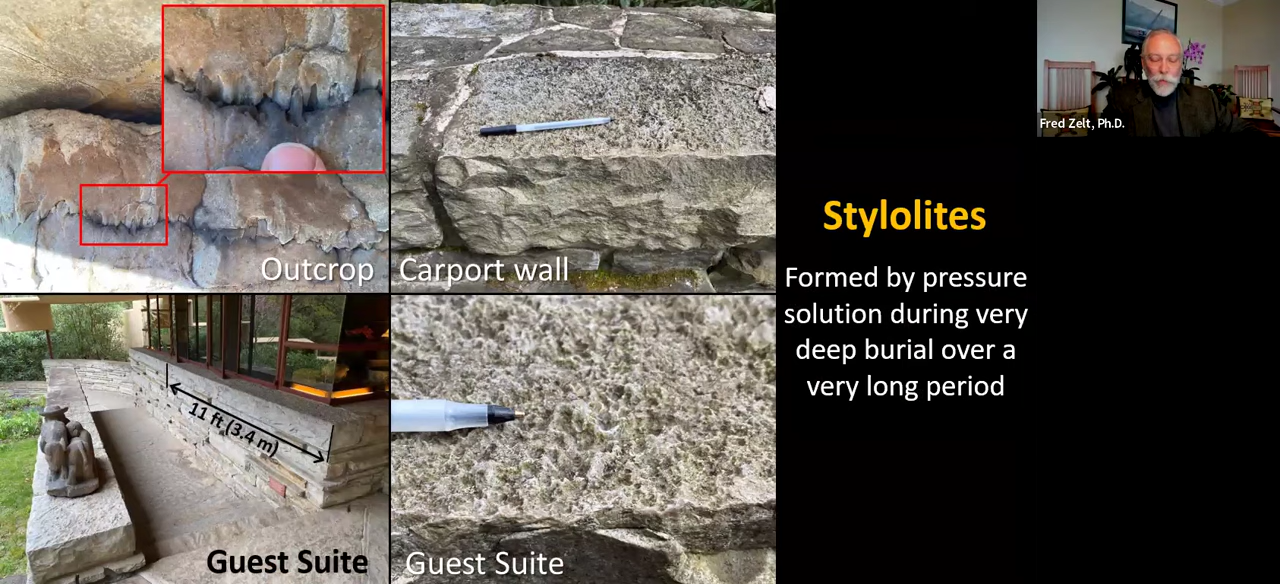 Outcrop
Carport wall
11 ft (3.4 m)
Guest Suite
Guest Suite
Stylolites
Formed by pressure
solution during very
deep burial over a
very long period
Fred Zelt, Ph.D.